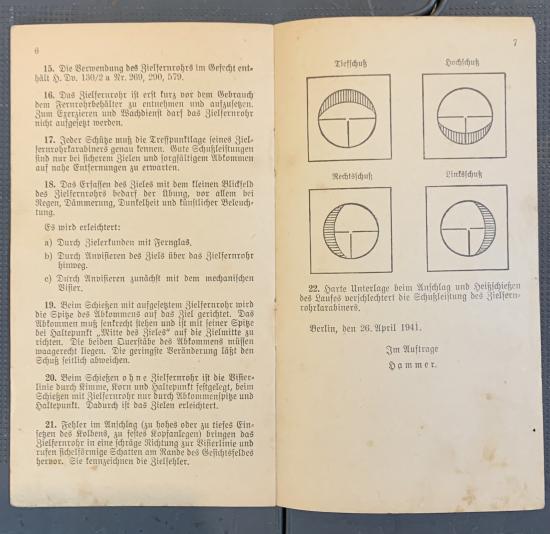 6
15. Die Verwendung des Zielfernrohrs im Gefecht ent-
hält H. Dv. 130/2 a Nr. 269, 290, 579.
16. Das Zielfernrohr ist erst kurz vor dem Gebrauch
dem Fernrohrbehälter zu entnehmen und aufzusetzen.
Zum Exerzieren und Wachdienst darf das Zielfernrohr
nicht aufgesetzt werden.
17. Jeder Schütze muß die Treffpunktlage seines Ziel-
fernrohrkarabiners genau kennen. Gute Schußleistungen
sind nur bei sicherem Zielen und sorgfältigem Abkommen
auf nahe Entfernungen zu erwarten.
18. Das Erfassen des Zieles mit dem kleinen Blickfeld
des Zielfernrohrs bedarf der Übung, vor allem bei
Regen, Dämmerung, Dunkelheit und künstlicher Beleuch-
tung.
Es wird erleichtert:
a) Durch Zielerkunden mit Fernglas,
b) Durch Anvisieren des Ziels über das Zielfernrohr
hinweg.
c) Durch Anvisieren zunächst mit dem mechanischen
Visier.
19. Beim Schießen mit aufgesetztem Zielfernrohr wird
die Spitze des Abkommens auf das Ziel gerichtet. Das
Abkommen muß senkrecht stehen und ist mit seiner Spitze
bei Haltepunkt „Mitte des Zieles“ auf die Zielmitte zu
richten. Die beiden Querstäbe des Abkommens müssen
waagerecht liegen. Die geringste Veränderung läßt den
Schuß seitlich abweichen.
20. Beim Schießen ohne Zielfernrohr ist die Visier-
linie durch Kimme, Korn und Haltepunkt festgelegt, beim
Schießen mit Zielfernrohr nur durch Abkommenspitze und
Haltepunkt. Dadurch ist das Zielen erleichtert.
21. Fehler im Anschlag (zu hohes oder zu tiefes Ein-
setzen des Kolbens, zu festes Kopfanlegen) bringen das
Zielfernrohr in eine schräge Richtung zur Visierlinie und
rufen sichelförmige Schatten am Rande des Gesichtsfeldes
hervor. Sie kennzeichnen die Zielfehler.
7
Tiefschuß
Hochschuß
Rechtsschuß
Linksschuß
22. Harte Unterlage beim Anschlag und Heißschießen
des Laufes verschlechtert die Schußleistung des Zielfern-
rohrkarabiners.
Berlin, den 26. April 1941.
Im Auftrage
Hammer.